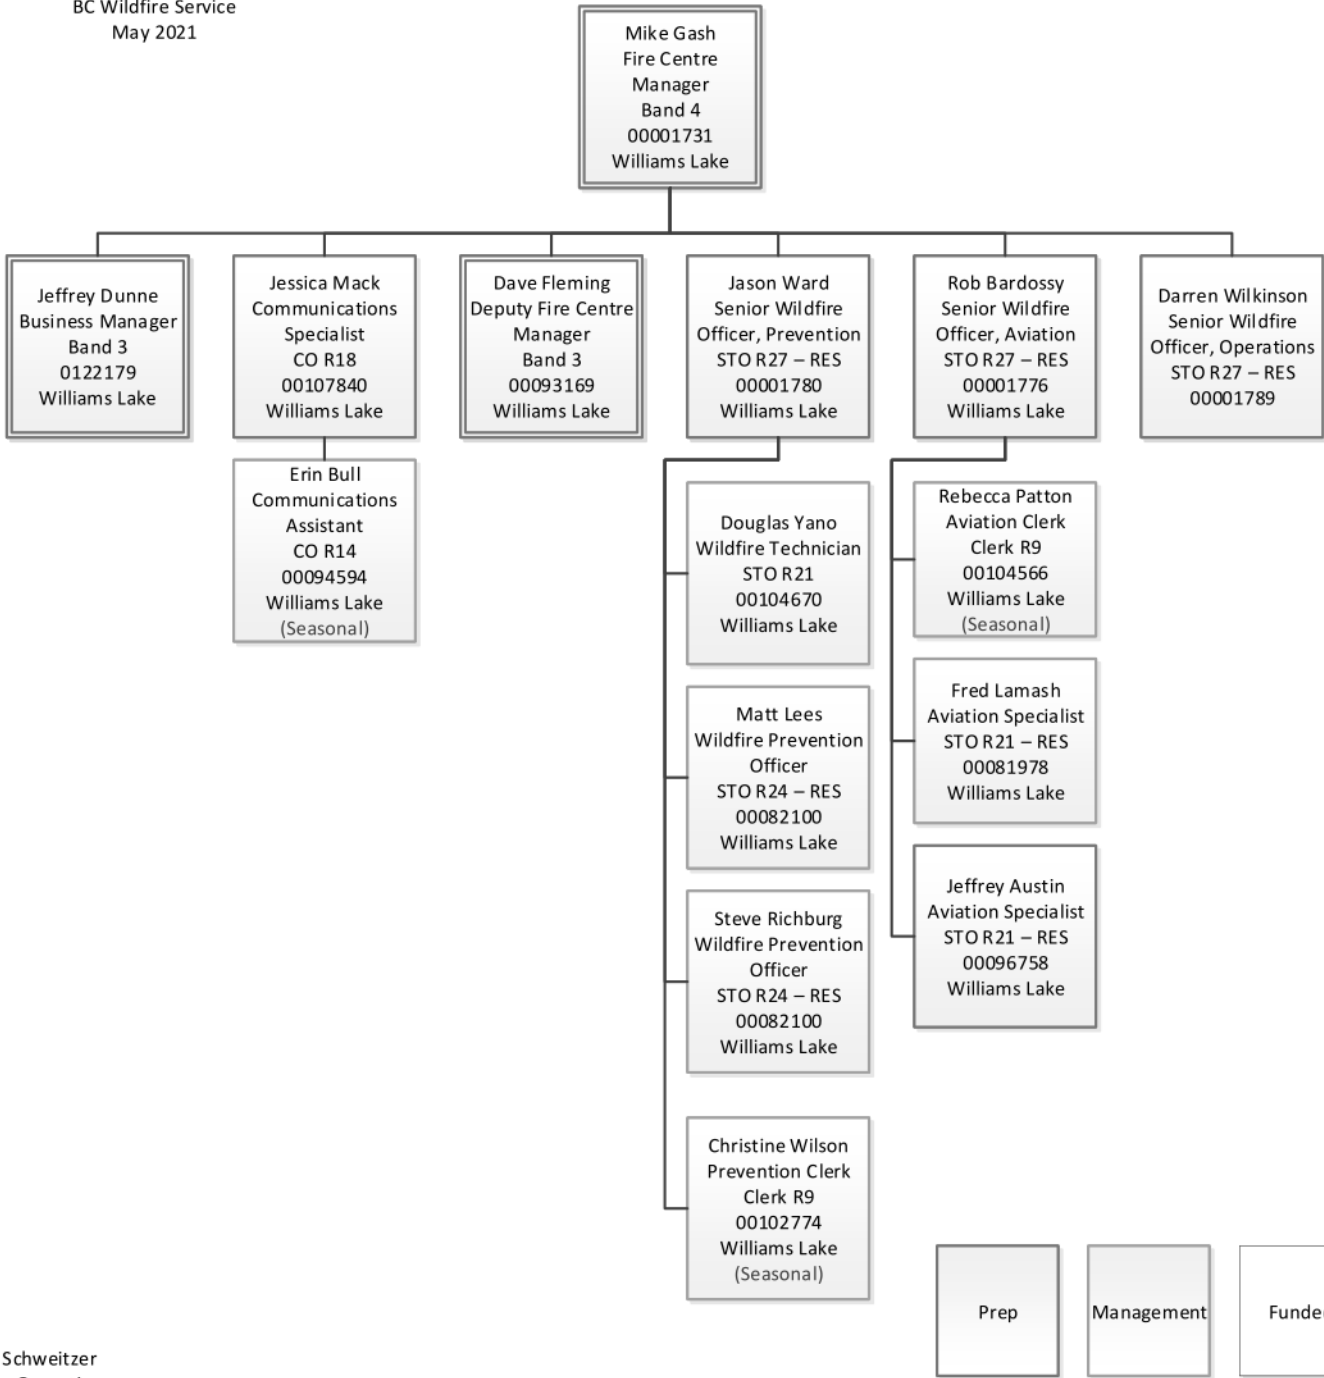 BC Wildfire Service
May 2021
Mike Gash
Fire Centre
Manager
Band 4
00001731
Williams Lake
Jeffrey Dunne
Business Manager
Band 3
0122179
Williams Lake
Jessica Mack
Communications
Specialist
CO R18
00107840
Williams Lake
Dave Fleming
Deputy Fire Centre
Manager
Band 3
00093169
Williams Lake
Jason Ward
Senior Wildfire
Officer, Prevention
STO R27 – RES
00001780
Williams Lake
Rob Bardossy
Senior Wildfire
Officer, Aviation
STO R27 – RES
00001776
Williams Lake
Darren Wilkinson
Senior Wildfire
Officer, Operations
STO R27 – RES
00001789
Erin Bull
Communications
Assistant
CO R14
00094594
Williams Lake
(Seasonal)
Douglas Yano
Wildfire Technician
STO R21
00104670
Williams Lake
Matt Lees
Wildfire Prevention
Officer
STO R24 – RES
00082100
Williams Lake
Steve Richburg
Wildfire Prevention
Officer
STO R24 – RES
00082100
Williams Lake
Christine Wilson
Prevention Clerk
Clerk R9
00102774
Williams Lake
(Seasonal)
Rebecca Patton
Aviation Clerk
Clerk R9
00104566
Williams Lake
(Seasonal)
Fred Lamash
Aviation Specialist
STO R21 – RES
00081978
Williams Lake
Jeffrey Austin
Aviation Specialist
STO R21 – RES
00096758
Williams Lake
Prep
Management
Schweitzer